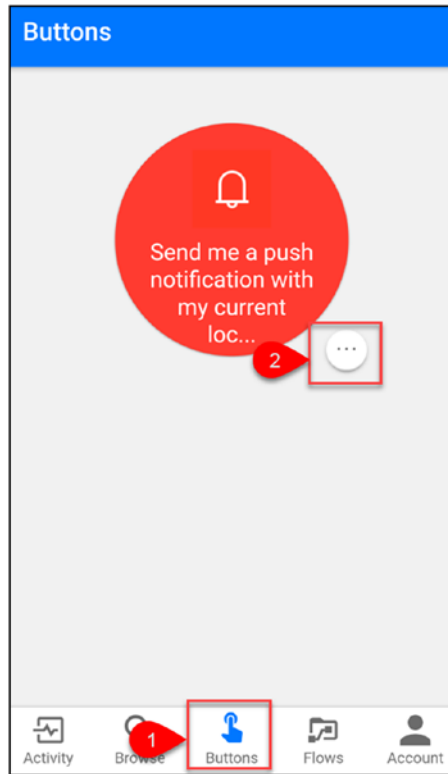 Buttons
Send me a push
notification with
my current
loc...
2
...
1
Activity
Browse
Buttons
Flows
Account